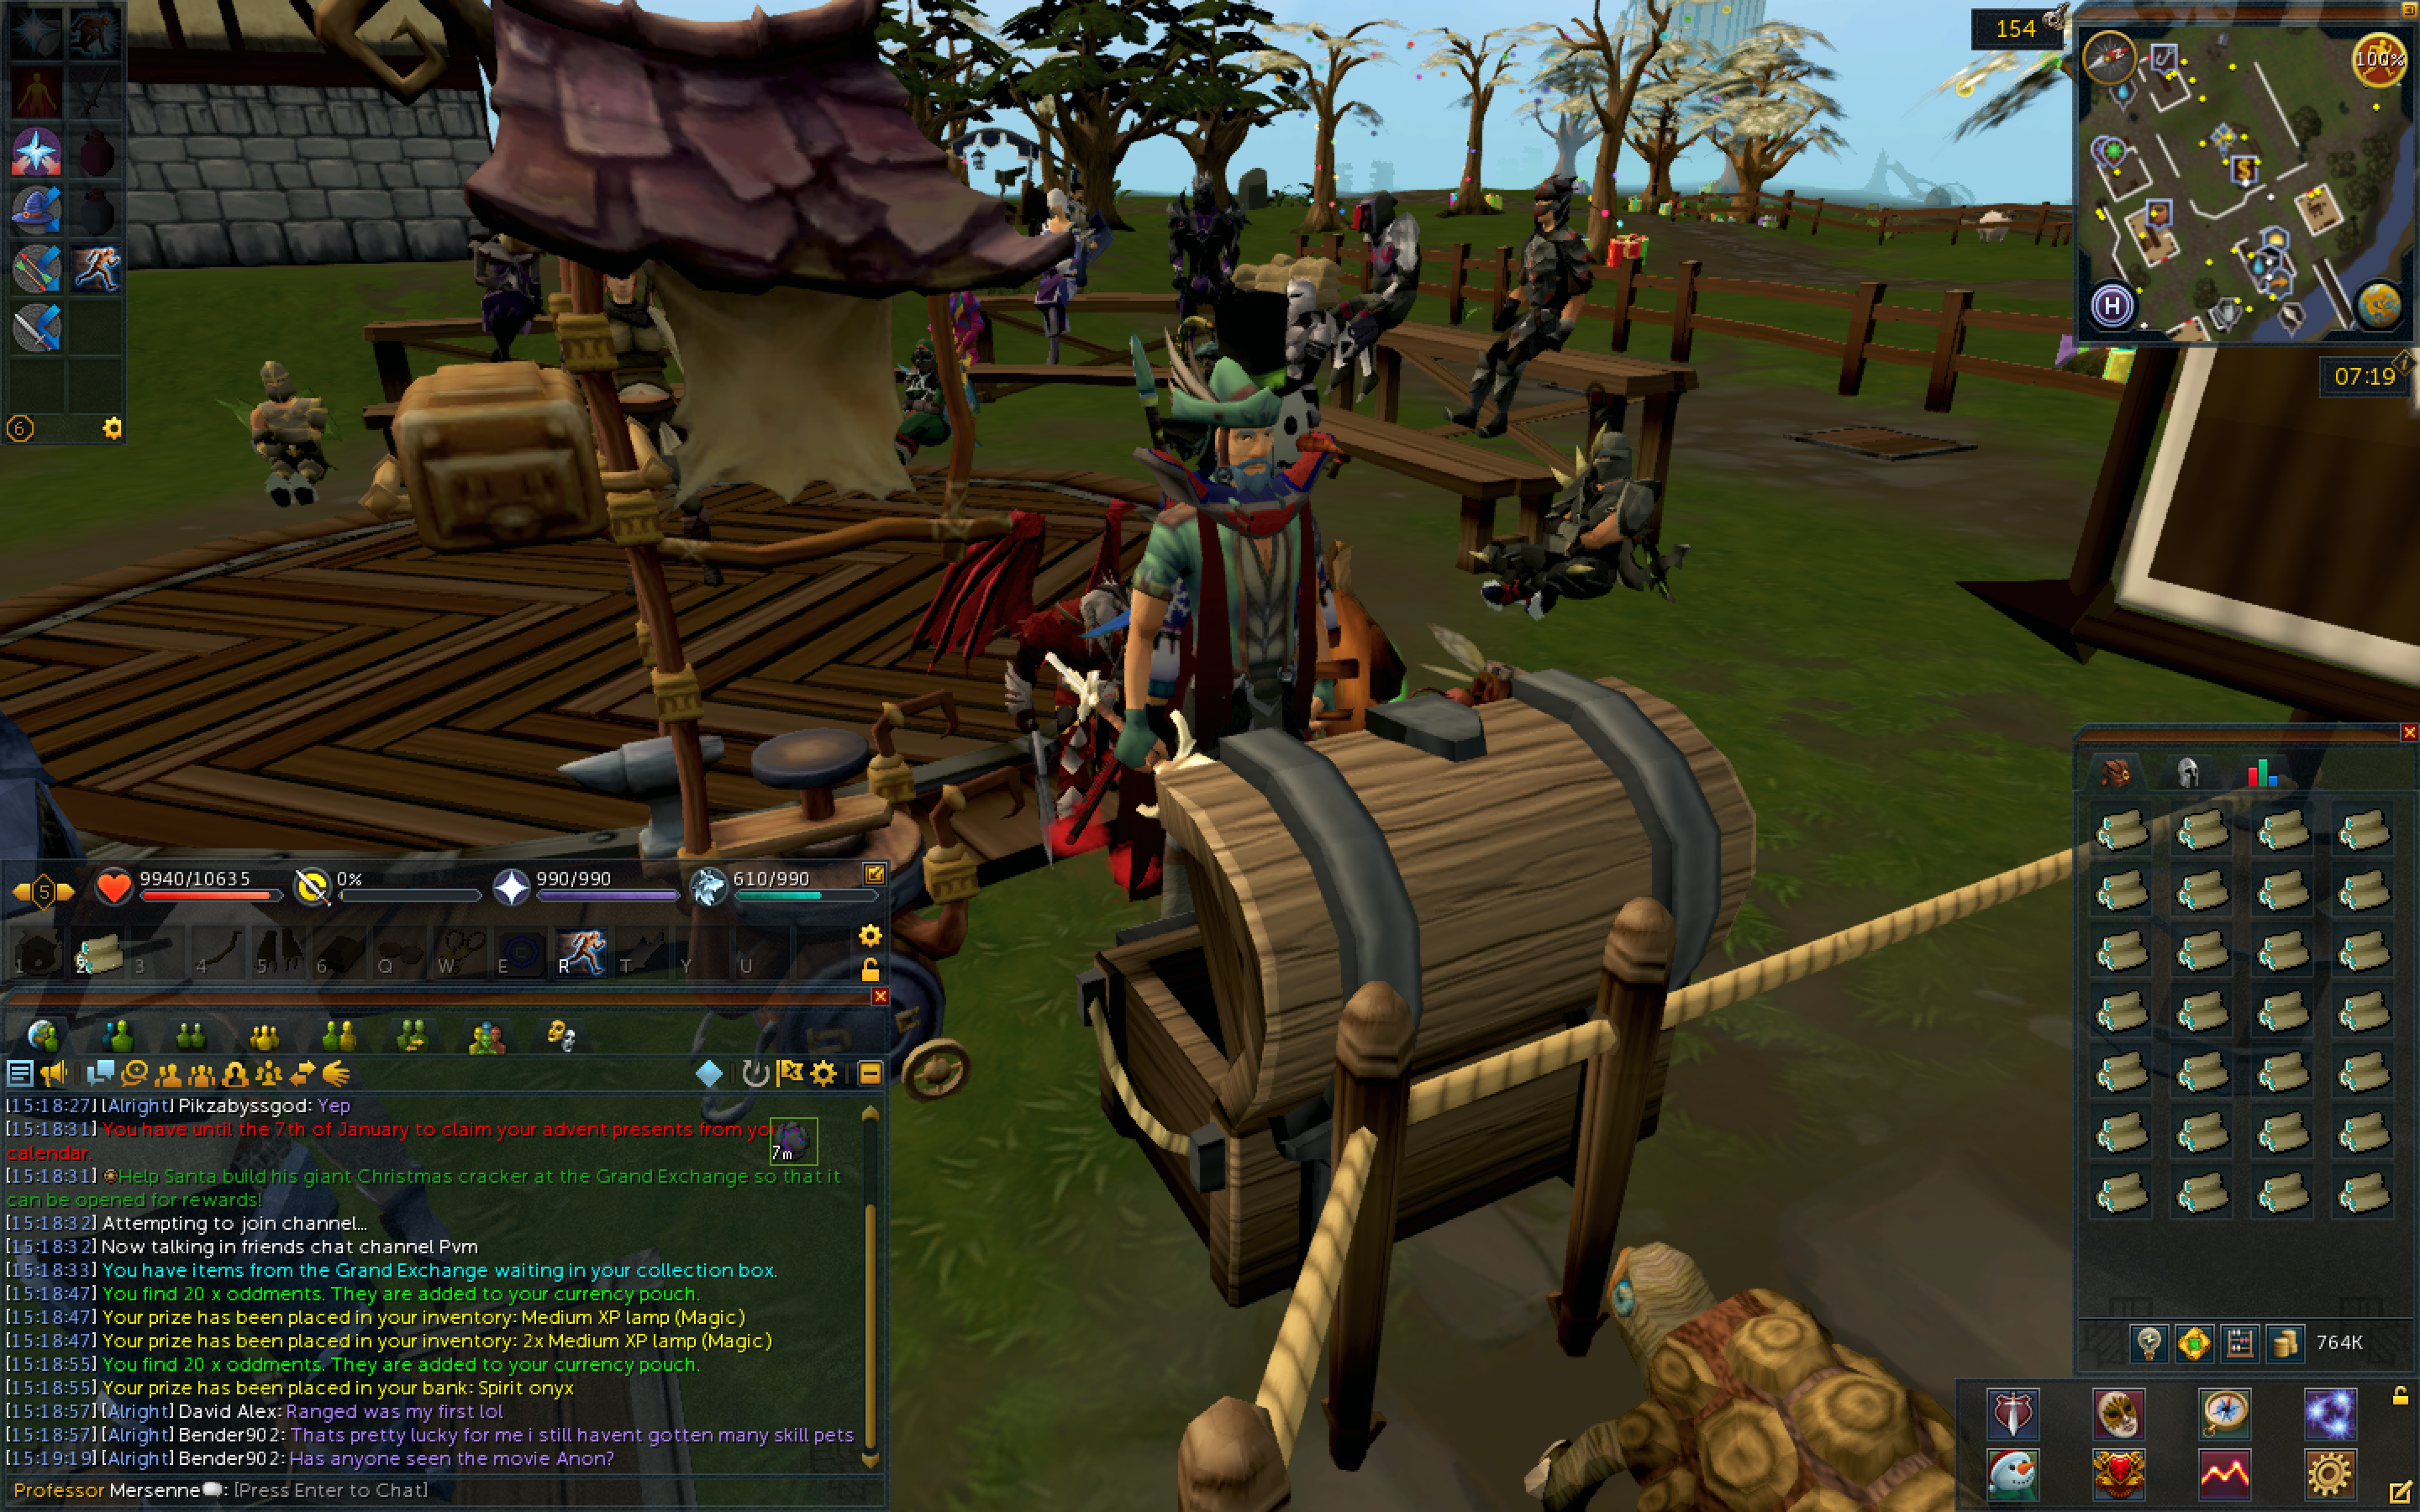 154
100%
H
07:19
6
5
9940/10635
0%
990/990
610/990
1
2
3
4
5
6
Q
W
E
R
T
Y
U
[15:18:27] [Alright] Pikzabyssgod: Yep
[15:18:31] You have until the 7th of January to claim your advent presents from
calendar.
7m
[15:18:31] Help Santa build his giant Christmas cracker at the Grand Exchange so that it
can be opened for rewards!
[15:18:32] Attempting to join channel...
[15:18:32] Now talking in friends chat channel Pvm
[15:18:33] You have items from the Grand Exchange waiting in your collection box.
[15:18:47] You find 20 x oddments. They are added to your currency pouch.
[15:18:47] Your prize has been placed in your inventory: Medium XP lamp (Magic)
[15:18:47] Your prize has been placed in your inventory: 2x Medium XP lamp (Magic)
[15:18:55] You find 20 x oddments. They are added to your currency pouch.
[15:18:55] Your prize has been placed in your bank: Spirit onyx
[15:18:57] [Alright] David Alex: Ranged was my first lol
[15:18:57] [Alright] Bender902: Thats pretty lucky for me i still havent gotten many skill pets
[15:19:19] [Alright] Bender902: Has anyone seen the movie Anon?
Professor Mersenne: [Press Enter to Chat]
764K